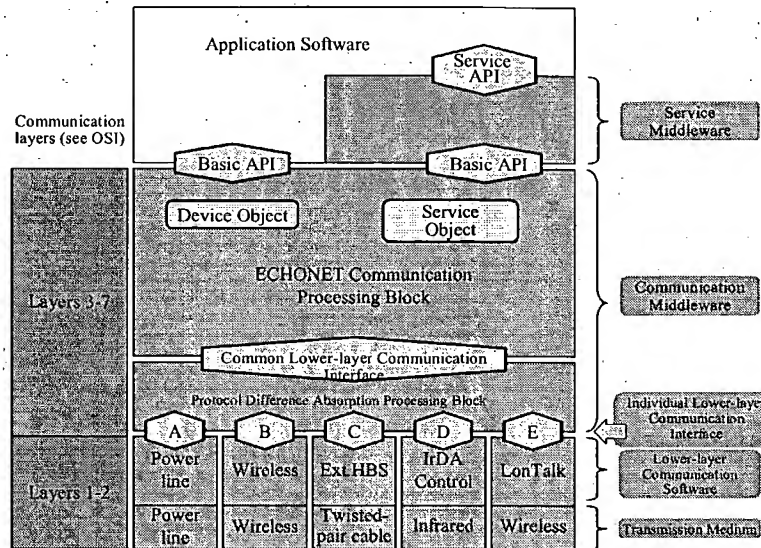 Application Software
Service
API
Communication
layers (see OSI)
Service
Middleware
Basic API
Basic API
Device Object
Service
Object
ECHONET Communication
Processing Block
Layers 3-7
Communication
Middleware
Common Lower-layer Communication
Interface
Protocol Difference Absorption Processing Block
Individual Lower-layer
Communication
Interface
A
B
C
D
E
Layers 1-2
Power
line
Wireless
Ext.HBS
IrDA
Control
LonTalk
Lower-layer
Communication
Software
Power
line
Wireless
Twisted-
pair cable
Infrared
Wireless
Transmission Medium